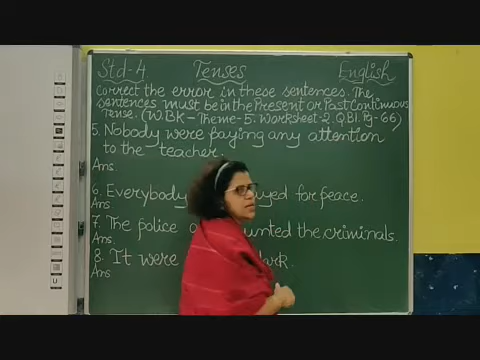 Std-4 Tenses English
Correct the error in these sentences. The
sentences must be in the Present or Past Continuous
Tense. (W.BK - Theme-5. Worksheet-2. Q.B1. Pg-66)
5. Nobody were paying any attention
to the teacher.
Ans.
6. Everybody yed for peace.
Ans.
7. The police unted the criminals.
Ans.
8. It were ark.
Ans